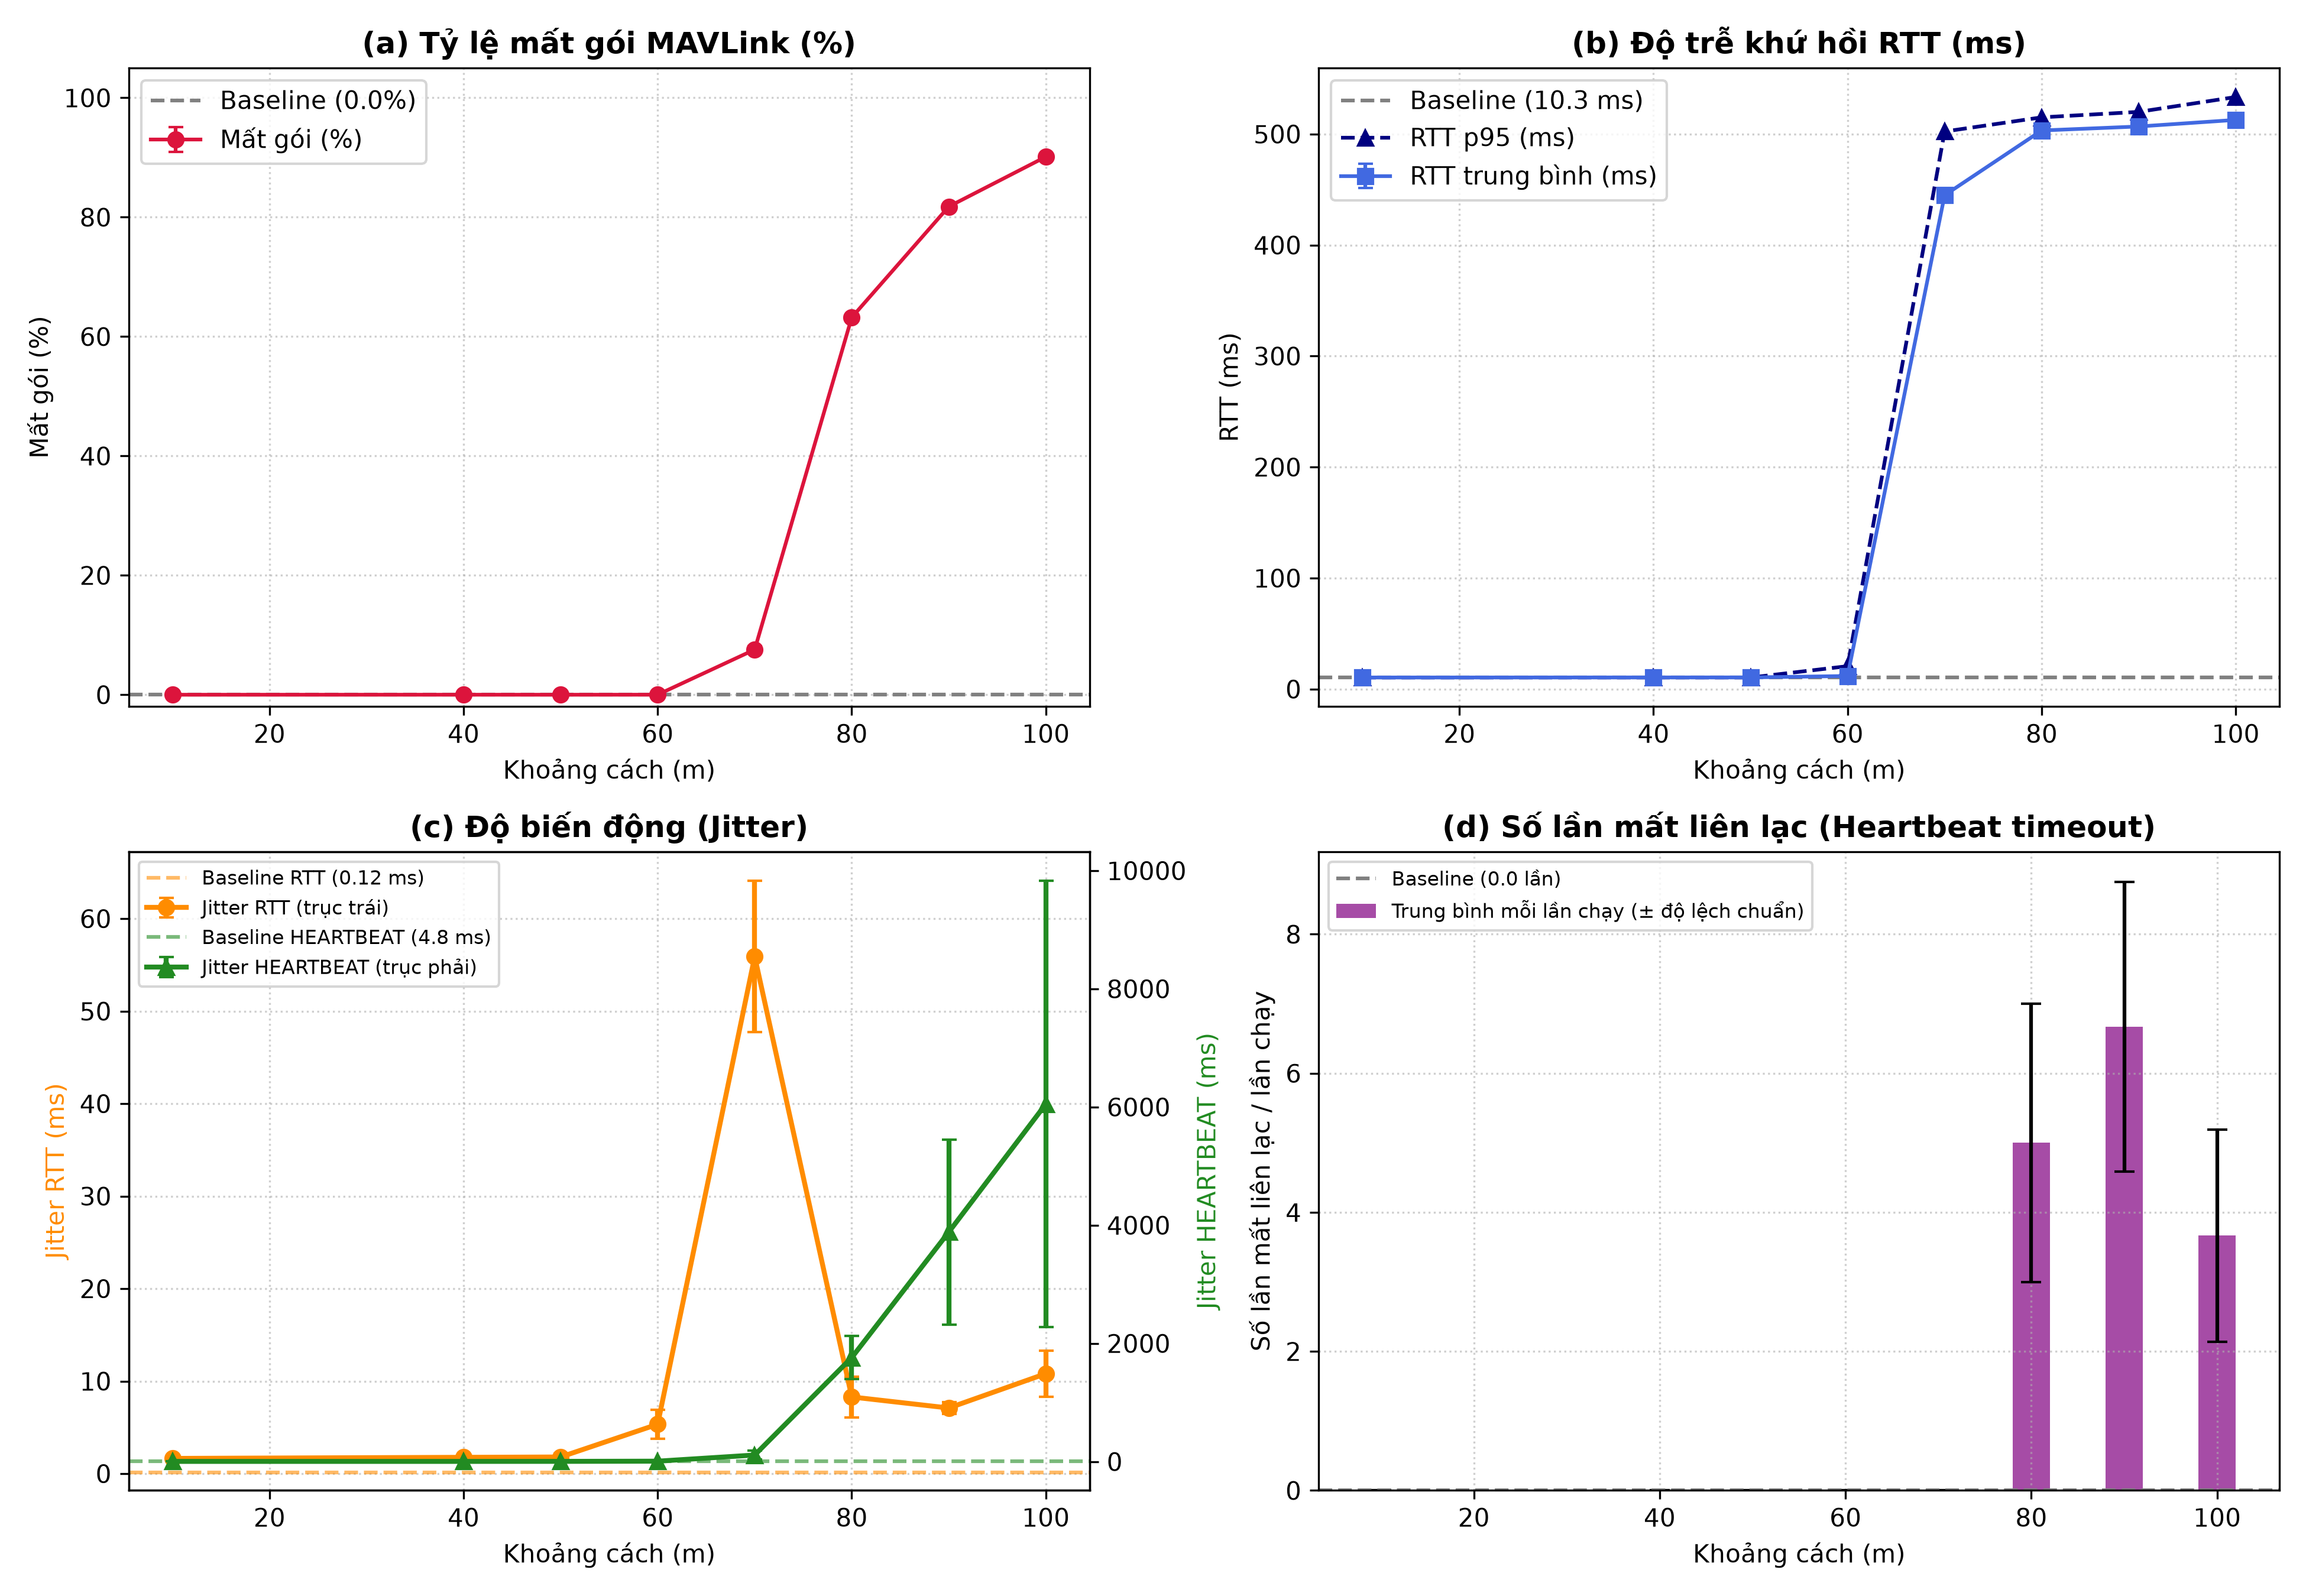 (a) Tỷ lệ mất gói MAVLink (%)
Baseline (0.0%)
Mất gói (%)
100
80
60
40
20
0
Mất gói (%)
20 40 60 80 100
Khoảng cách (m)
(b) Độ trễ khứ hồi RTT (ms)
Baseline (10.3 ms)
RTT p95 (ms)
RTT trung bình (ms)
500
400
300
200
100
0
RTT (ms)
20 40 60 80 100
Khoảng cách (m)
(c) Độ biến động (Jitter)
Baseline RTT (0.12 ms)
Jitter RTT (trục trái)
Baseline HEARTBEAT (4.8 ms)
Jitter HEARTBEAT (trục phải)
60
50
40
30
20
10
0
Jitter RTT (ms)
10000
8000
6000
4000
2000
0
Jitter HEARTBEAT (ms)
20 40 60 80 100
Khoảng cách (m)
(d) Số lần mất liên lạc (Heartbeat timeout)
Baseline (0.0 lần)
Trung bình mỗi lần chạy (± độ lệch chuẩn)
8
6
4
2
0
Số lần mất liên lạc / lần chạy
20 40 60 80 100
Khoảng cách (m)